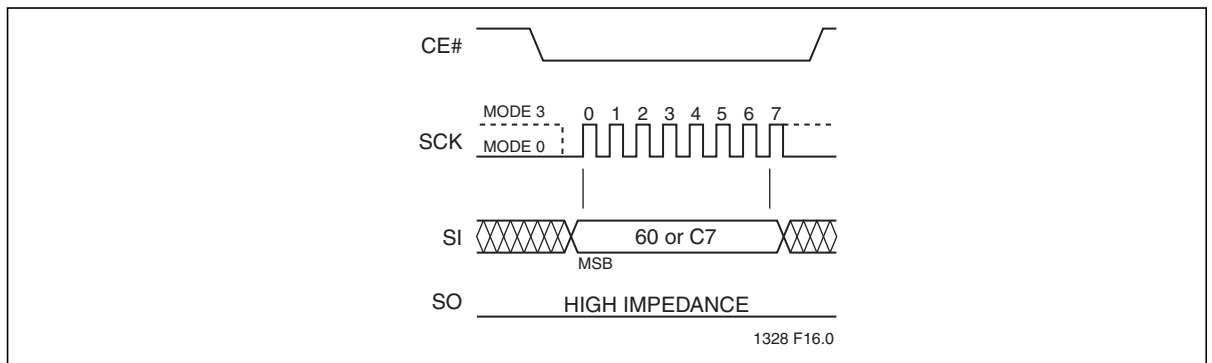 CE#
MODE 3
0 1 2 3 4 5 6 7
SCK
MODE 0
SI
60 or C7
MSB
SO
HIGH IMPEDANCE
1328 F16.0